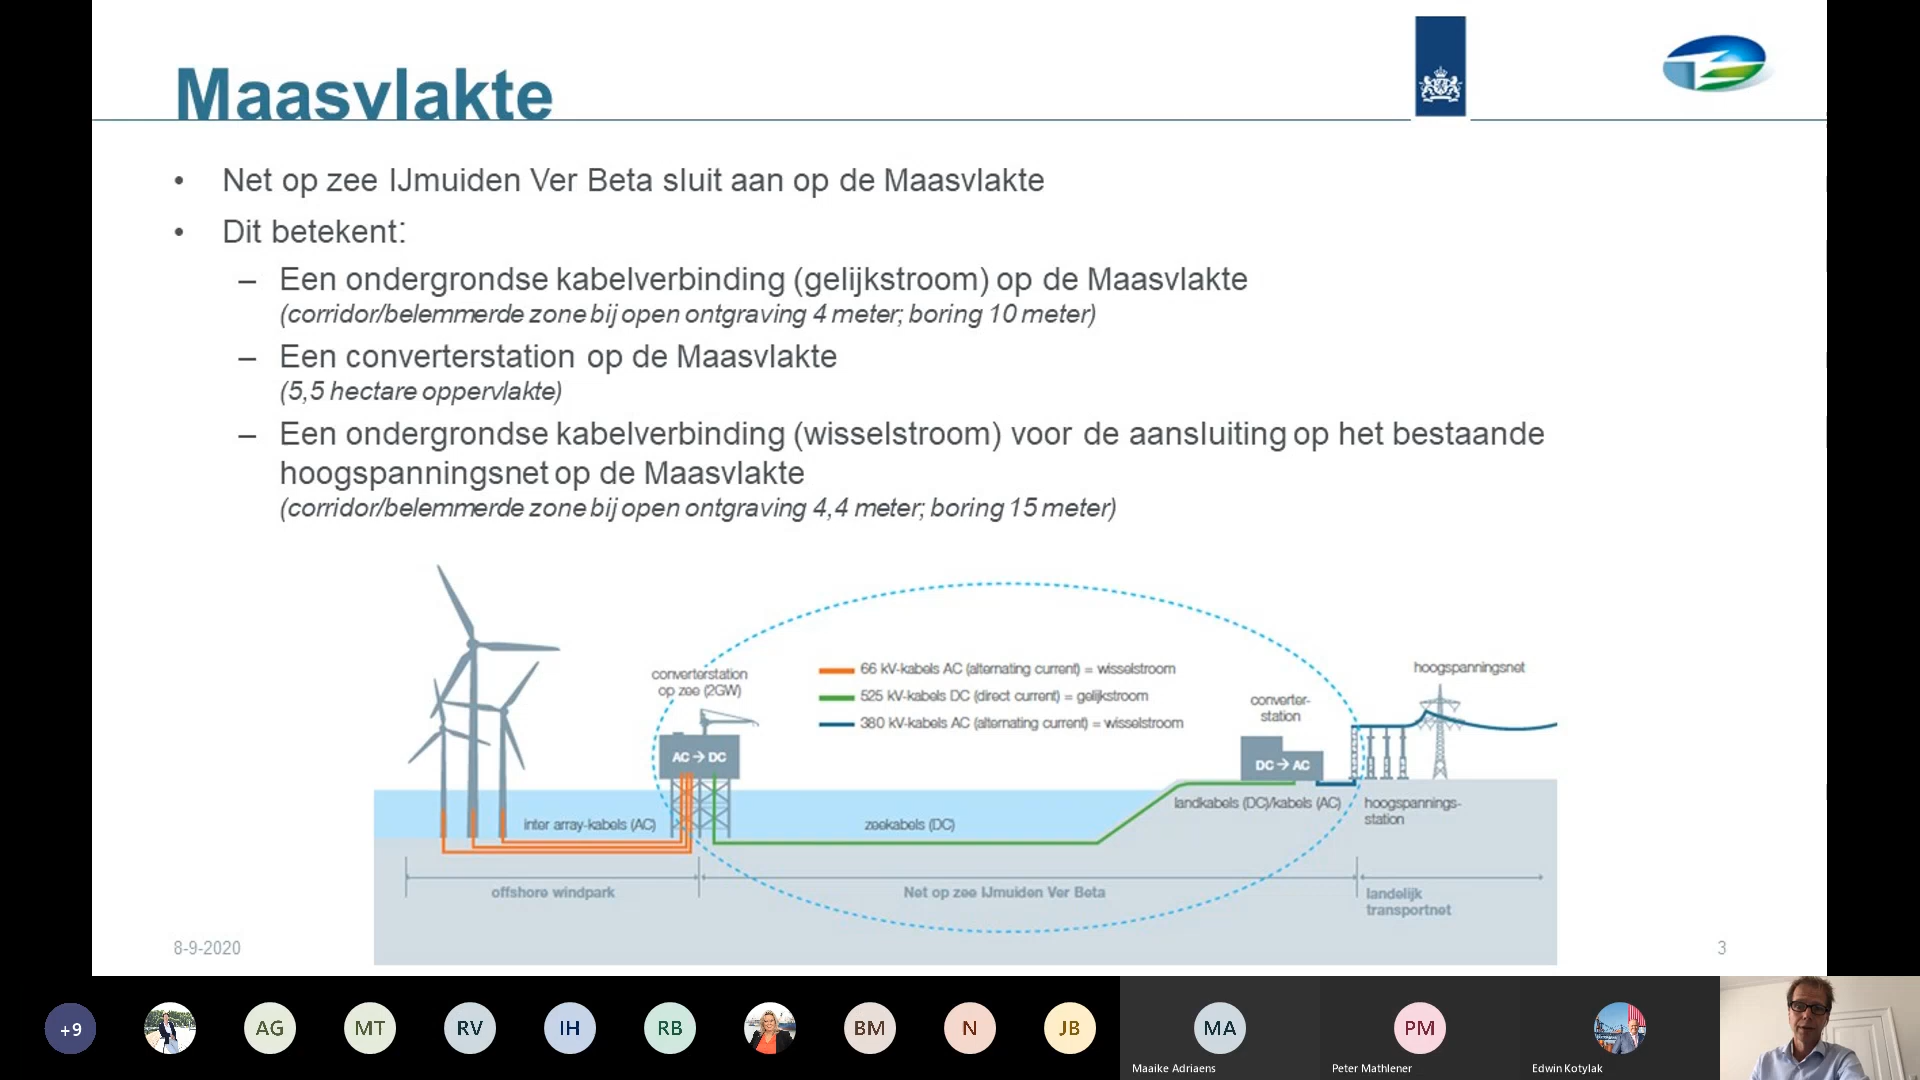 Maasvlakte
• Net op zee IJmuiden Ver Beta sluit aan op de Maasvlakte
• Dit betekent:
– Een ondergrondse kabelverbinding (gelijkstroom) op de Maasvlakte
(corridor/belemmerde zone bij open ontgraving 4 meter; boring 10 meter)
– Een converterstation op de Maasvlakte
(5,5 hectare oppervlakte)
– Een ondergrondse kabelverbinding (wisselstroom) voor de aansluiting op het bestaande
hoogspanningsnet op de Maasvlakte
(corridor/belemmerde zone bij open ontgraving 4,4 meter; boring 15 meter)
converterstation
op zee (2GW)
66 kV-kabels AC (alternating current) = wisselstroom
525 kV-kabels DC (direct current) = gelijkstroom
380 kV-kabels AC (alternating current) = wisselstroom
converter-
station
hoogspanningsnet
AC → DC
DC → AC
inter array-kabels (AC)
zeekabels (DC)
landkabels (DC)/kabels (AC)
hoogspannings-
station
offshore windpark
Net op zee IJmuiden Ver Beta
landelijk
transportnet
8-9-2020
3
+9
AG
MT
RV
IH
RB
BM
N
JB
MA
PM
Maaike Adriaens
Peter Mathlener
Edwin Kotylak